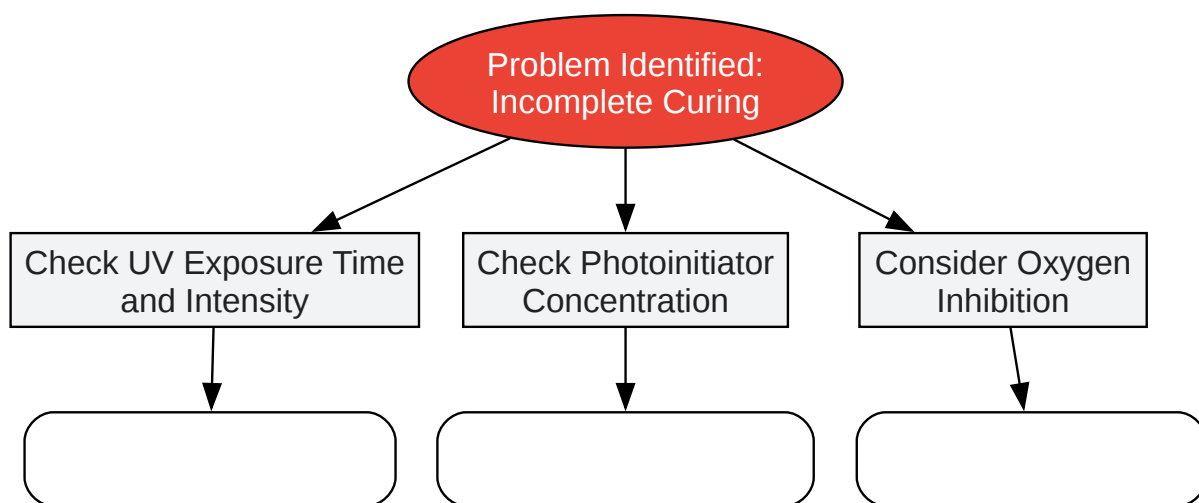 Problem Identified:
Incomplete Curing
Check UV Exposure Time
and Intensity
Check Photoinitiator
Concentration
Consider Oxygen
Inhibition